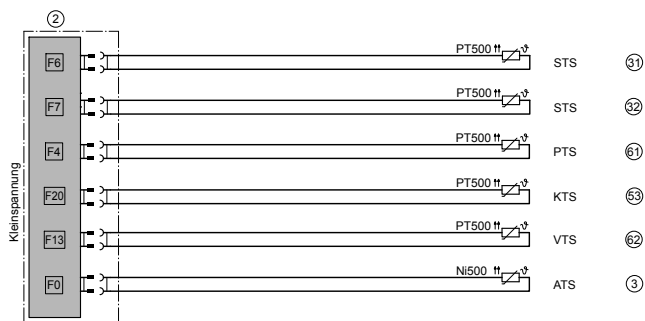 2
F6 PT500 ϑ STS 31
F7 PT500 ϑ STS 32
F4 PT500 ϑ PTS 61
F20 PT500 ϑ KTS 53
F13 PT500 ϑ VTS 62
F0 Ni500 ϑ ATS 3
Kleinspannung